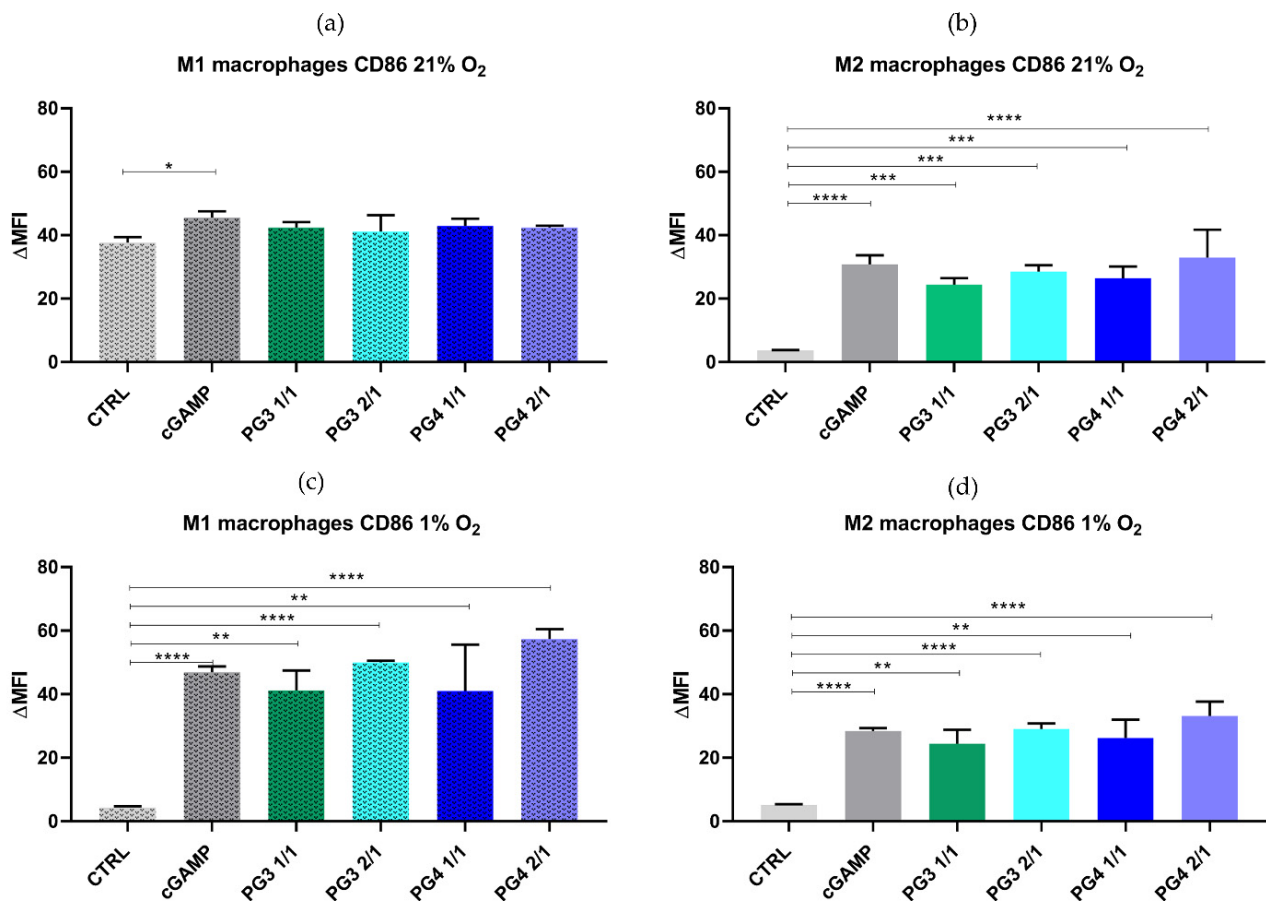 (a)
M1 macrophages CD86 21% O₂
ΔMFI
80
60
40
20
0
*
CTRL
cGAMP
PG3 1/1
PG3 2/1
PG4 1/1
PG4 2/1
(b)
M2 macrophages CD86 21% O₂
ΔMFI
80
60
40
20
0
****
***
***
***
****
CTRL
cGAMP
PG3 1/1
PG3 2/1
PG4 1/1
PG4 2/1
(c)
M1 macrophages CD86 1% O₂
ΔMFI
80
60
40
20
0
****
**
****
**
****
CTRL
cGAMP
PG3 1/1
PG3 2/1
PG4 1/1
PG4 2/1
(d)
M2 macrophages CD86 1% O₂
ΔMFI
80
60
40
20
0
****
**
****
**
****
CTRL
cGAMP
PG3 1/1
PG3 2/1
PG4 1/1
PG4 2/1